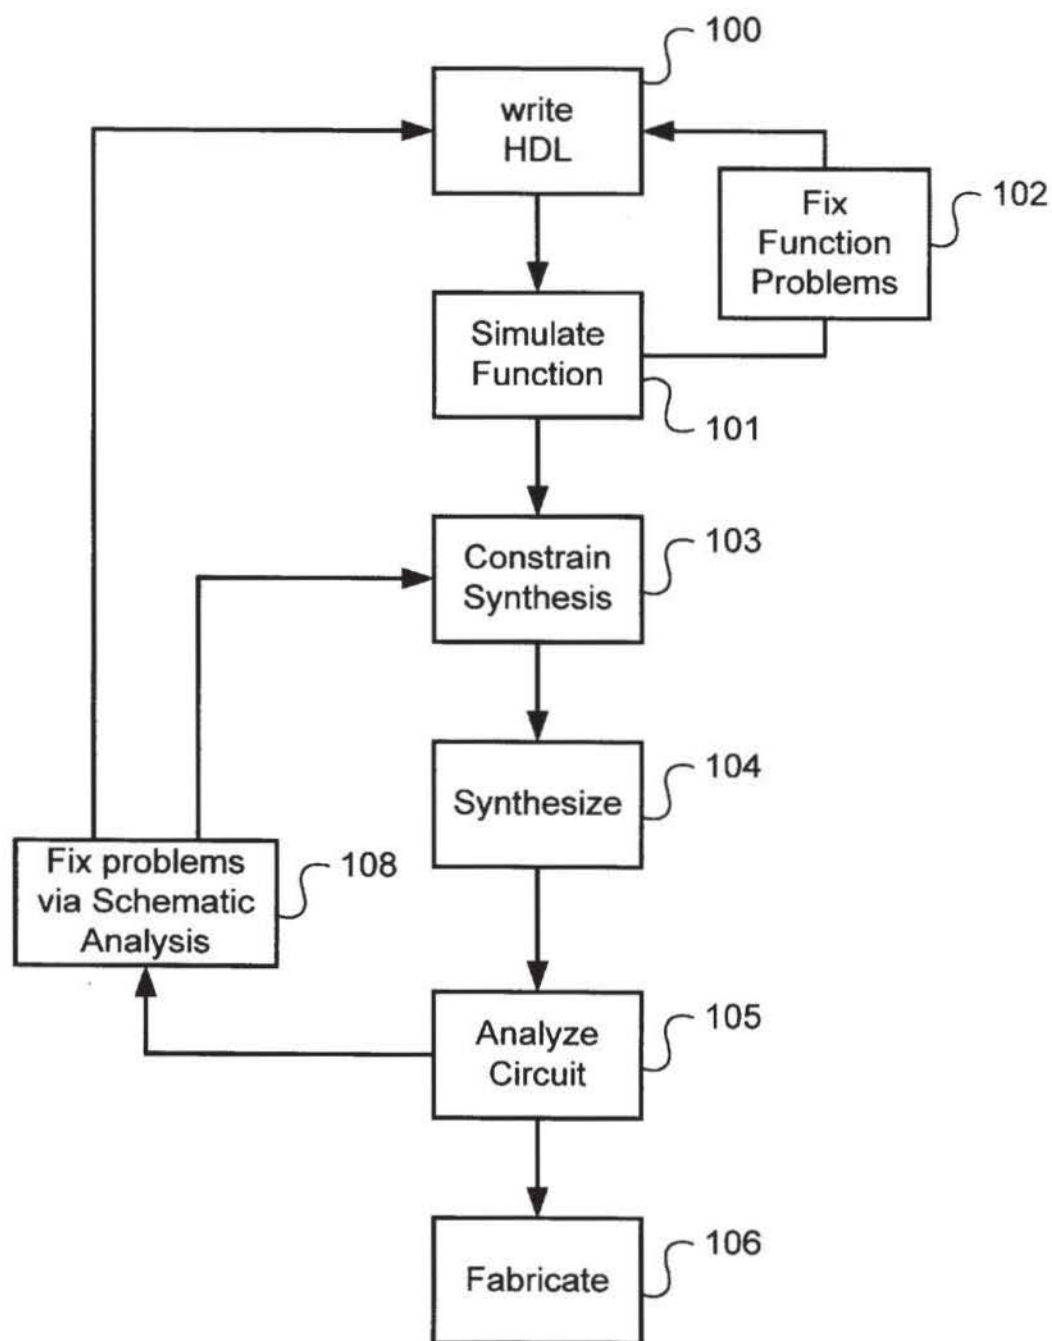 100
write
HDL
Fix
Function
Problems
102
Simulate
Function
101
Constrain
Synthesis
103
Synthesize
104
Fix problems
via Schematic
Analysis
108
Analyze
Circuit
105
Fabricate
106